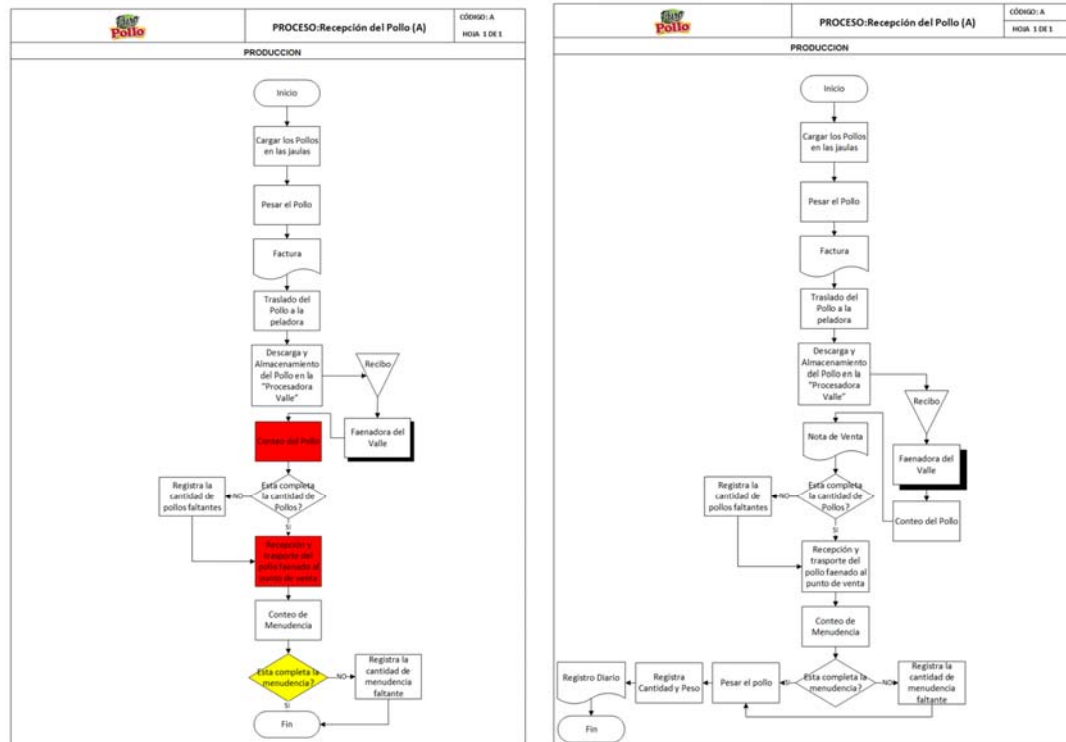 Pollo
PROCESO:Recepción del Pollo (A)
CÓDIGO: A
HOJA 1 DE 1
PRODUCCION
Inicio
Cargar los Pollos
en las jaulas
Pesar el Pollo
Factura
Traslado del
Pollo a la
peladora
Descarga y
Almacenamiento
del Pollo en la
"Procesadora
Valle"
Recibo
Faenadora del
Valle
Conteo del Pollo
Esta completa
la cantidad de
Pollos?
NO
Registra la
cantidad de
pollos faltantes
SI
Recepción y
trasporte del
pollo faenado al
punto de venta
Conteo de
Menudencia
Esta completa la
menudencia?
NO
Registra la
cantidad de
menudencia
faltante
SI
Fin
Pollo
PROCESO:Recepción del Pollo (A)
CÓDIGO: A
HOJA 1 DE 1
PRODUCCION
Inicio
Cargar los Pollos
en las jaulas
Pesar el Pollo
Factura
Traslado del
Pollo a la
peladora
Descarga y
Almacenamiento
del Pollo en la
"Procesadora
Valle"
Recibo
Faenadora del
Valle
Conteo del Pollo
Nota de Venta
Esta completa
la cantidad de
Pollos?
NO
Registra la
cantidad de
pollos faltantes
SI
Recepción y
trasporte del
pollo faenado al
punto de venta
Conteo de
Menudencia
Esta completa la
menudencia?
NO
Registra la
cantidad de
menudencia
faltante
SI
Pesar el pollo
Registra
Cantidad y Peso
Registro Diario
Fin